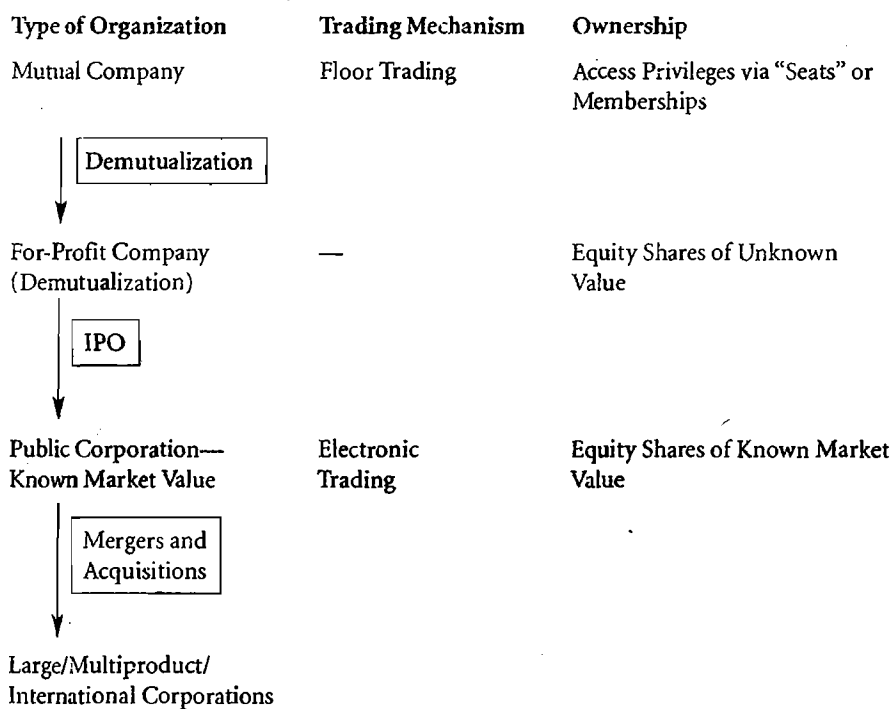 Type of Organization Trading Mechanism Ownership
Mutual Company Floor Trading Access Privileges via “Seats” or
Memberships
Demutualization
For-Profit Company — Equity Shares of Unknown
(Demutualization) Value
IPO
Public Corporation— Electronic Equity Shares of Known Market
Known Market Value Trading Value
Mergers and
Acquisitions
Large/Multiproduct/
International Corporations